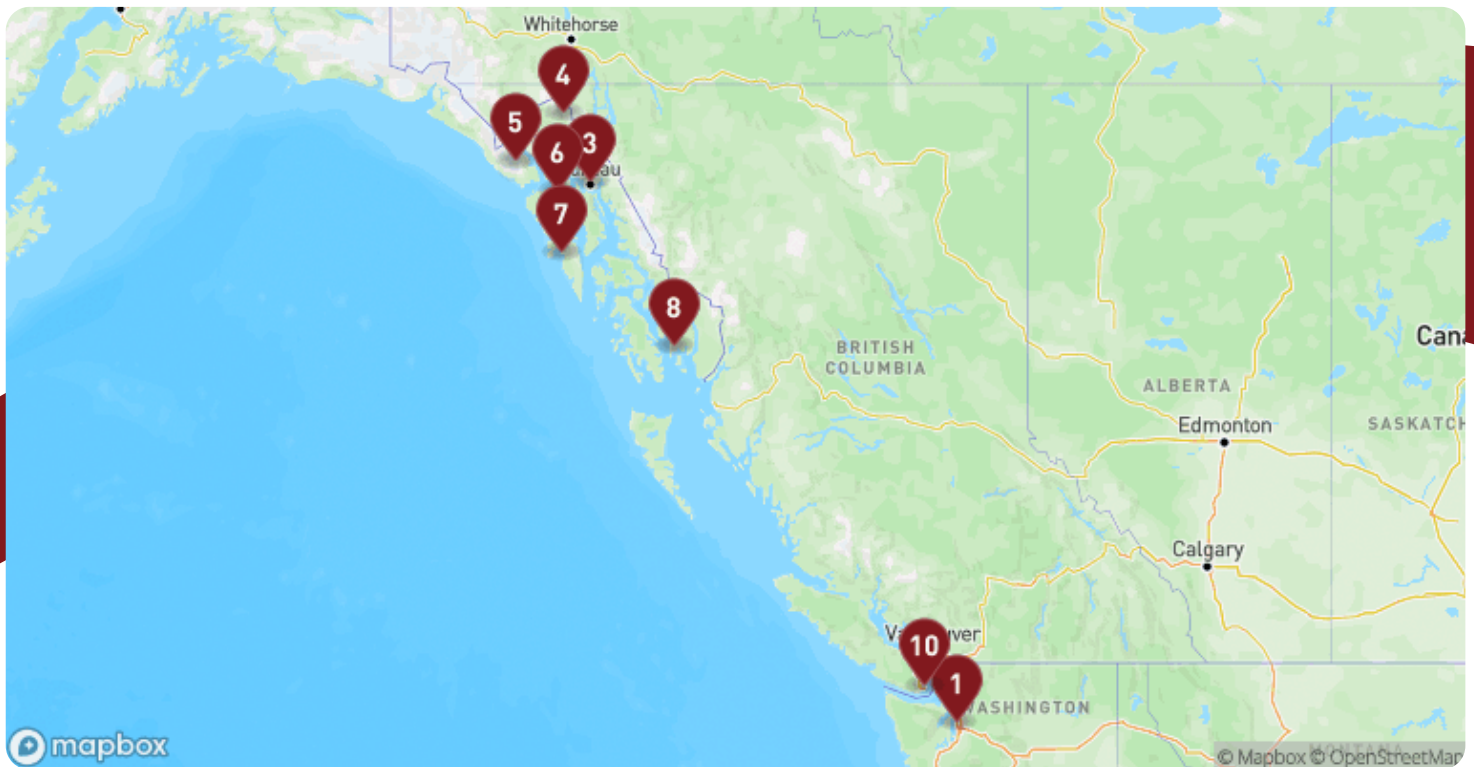 Whitehorse
4
5
3
6
7
8
BRITISH
COLUMBIA
Cana
ALBERTA
Edmonton
SASKATCH
Calgary
10
1
WASHINGTON
mapbox
© Mapbox © OpenStreetMap